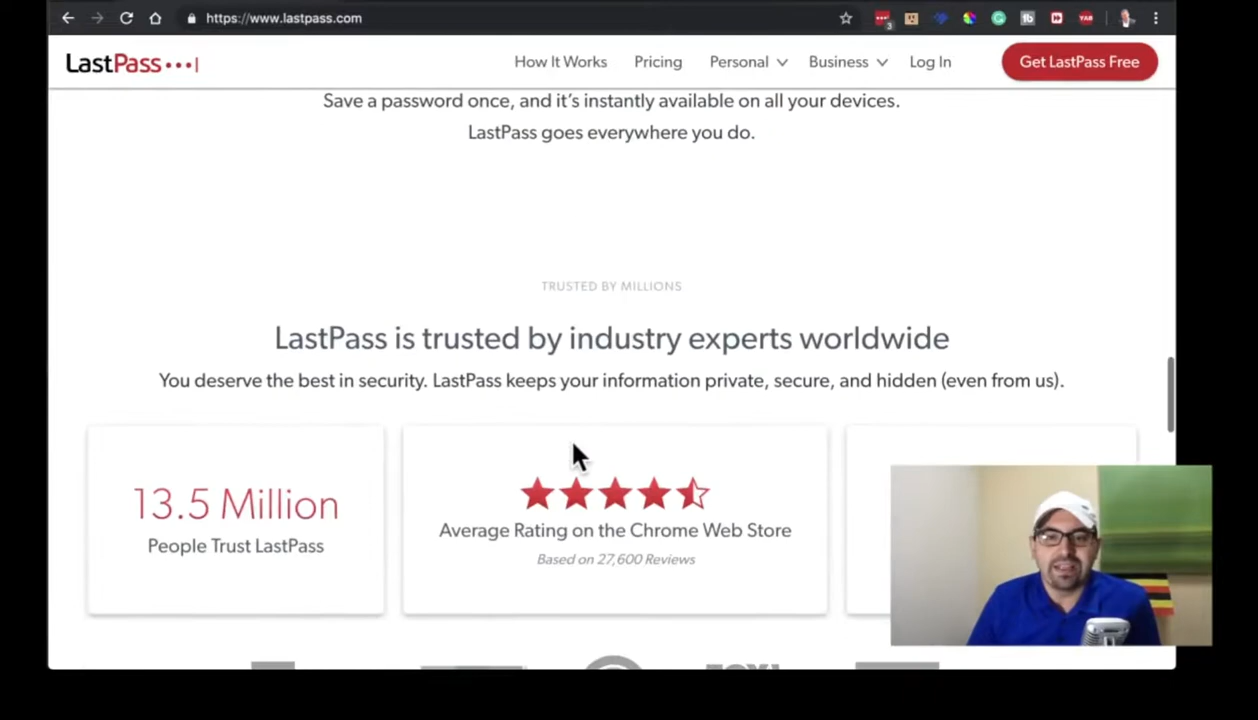 https://www.lastpass.com
3
tb
YAR
LastPass
How It Works
Pricing
Personal
Business
Log In
Get LastPass Free
Save a password once, and it's instantly available on all your devices.
LastPass goes everywhere you do.
TRUSTED BY MILLIONS
LastPass is trusted by industry experts worldwide
You deserve the best in security. LastPass keeps your information private, secure, and hidden (even from us).
13.5 Million
People Trust LastPass
Average Rating on the Chrome Web Store
Based on 27,600 Reviews